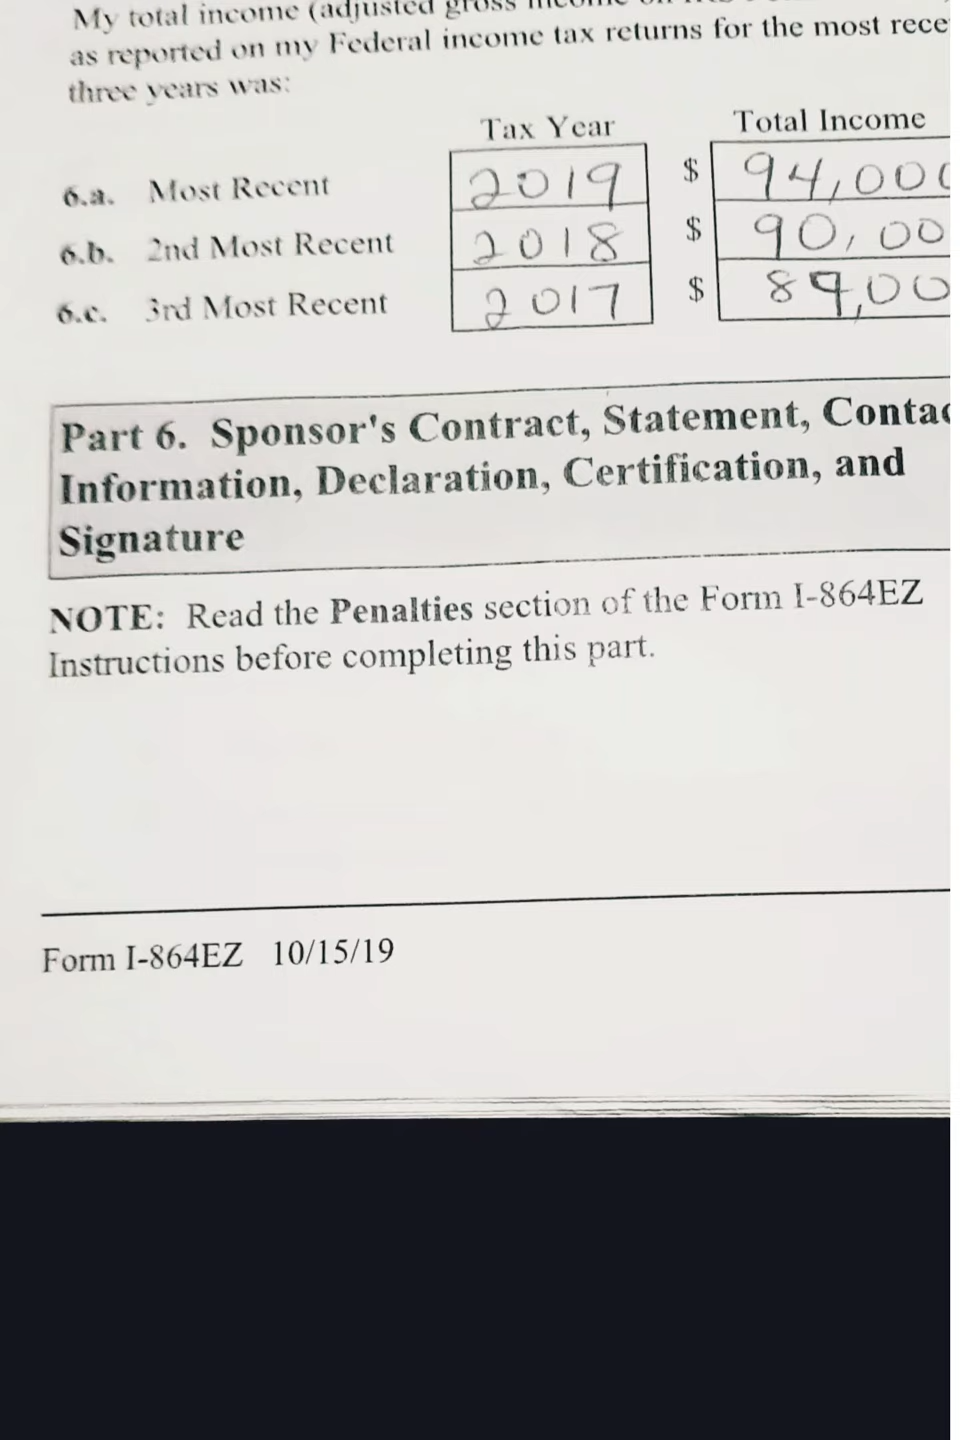 My total income (adjusted gross
as reported on my Federal income tax returns for the most rece
three years was:
Tax Year Total Income
6.a. Most Recent 2019 $ 94,000
6.b. 2nd Most Recent 2018 $ 90,00
6.c. 3rd Most Recent 2017 $ 89,00
Part 6. Sponsor's Contract, Statement, Contac
Information, Declaration, Certification, and
Signature
NOTE: Read the Penalties section of the Form I-864EZ
Instructions before completing this part.
Form I-864EZ 10/15/19